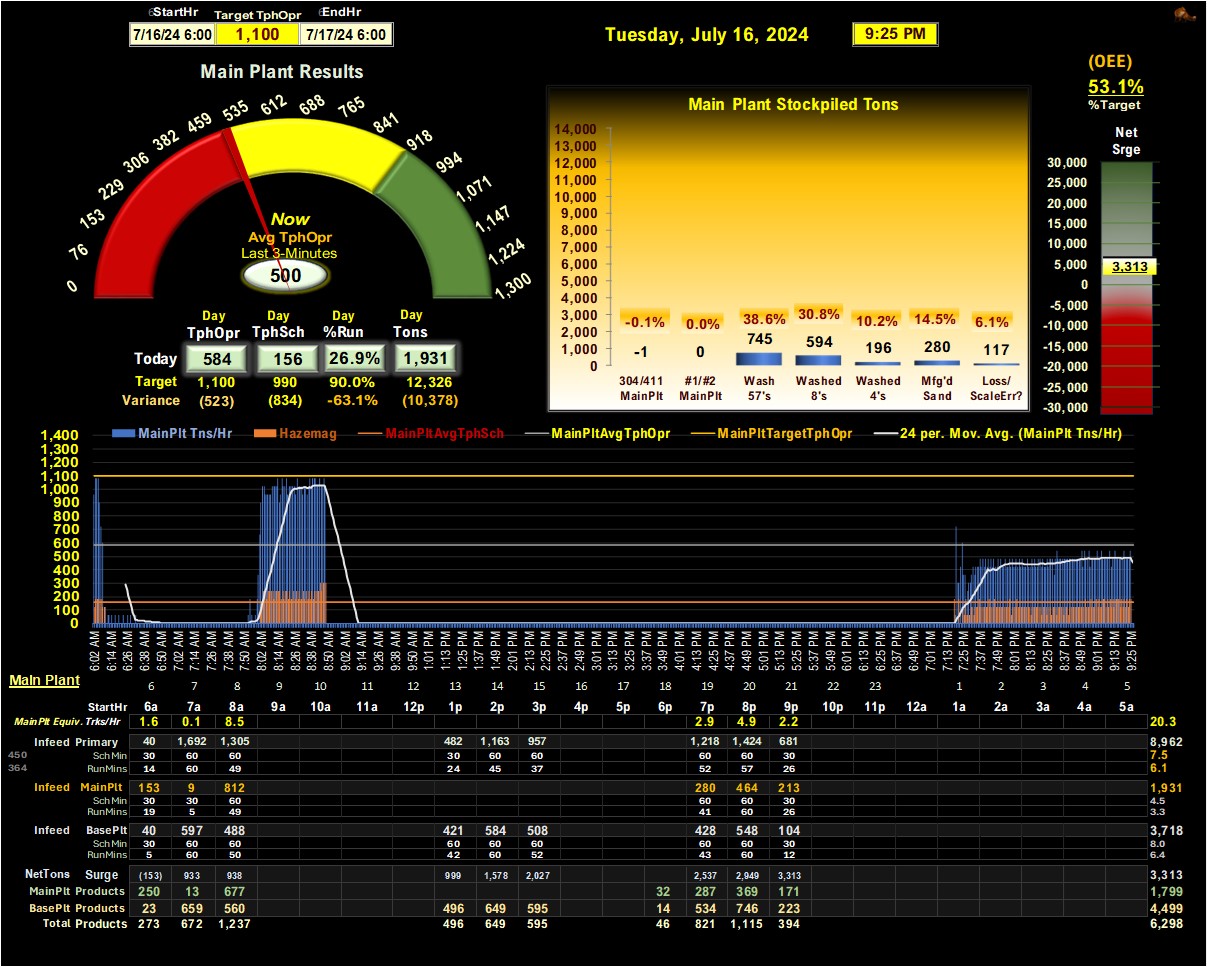 StartHr Target TphOpr EndHr
7/16/24 6:00 1,100 7/17/24 6:00
Tuesday, July 16, 2024 9:25 PM
(OEE)
53.1%
%Target
Main Plant Results
0 76 153 229 306 382 459 535 612 688 765 841 918 994 1,071 1,147 1,224 1,300
Now
Avg TphOpr
Last 3-Minutes
500
Day Day Day Day
TphOpr TphSch %Run Tons
Today 584 156 26.9% 1,931
Target 1,100 990 90.0% 12,326
Variance (523) (834) -63.1% (10,378)
Main Plant Stockpiled Tons
14,000
13,000
12,000
11,000
10,000
9,000
8,000
7,000
6,000
5,000
4,000
3,000
2,000
1,000
0
-0.1% 0.0% 38.6% 30.8% 10.2% 14.5% 6.1%
-1 0 745 594 196 280 117
304/411 #1/#2 Wash Washed Washed Mfg'd Loss/
MainPlt MainPlt 57's 8's 4's Sand ScaleErr?
Net
Srge
30,000
25,000
20,000
15,000
10,000
5,000
3,313
0
-5,000
-10,000
-15,000
-20,000
-25,000
-30,000
MainPlt Tns/Hr Hazemag MainPltAvgTphSch MainPltAvgTphOpr MainPltTargetTphOpr 24 per. Mov. Avg. (MainPlt Tns/Hr)
1,400
1,300
1,200
1,100
1,000
900
800
700
600
500
400
300
200
100
0
6:02 AM 6:14 AM 6:26 AM 6:38 AM 6:50 AM 7:02 AM 7:14 AM 7:26 AM 7:38 AM 7:50 AM 8:02 AM 8:14 AM 8:26 AM 8:38 AM 8:50 AM 9:02 AM 9:14 AM 9:26 AM 9:38 AM 9:50 AM 1:01 PM 1:13 PM 1:25 PM 1:37 PM 1:49 PM 2:01 PM 2:13 PM 2:25 PM 2:37 PM 2:49 PM 3:01 PM 3:13 PM 3:25 PM 3:37 PM 3:49 PM 4:01 PM 4:13 PM 4:25 PM 4:37 PM 4:49 PM 5:01 PM 5:13 PM 5:25 PM 5:37 PM 5:49 PM 6:01 PM 6:13 PM 6:25 PM 6:37 PM 6:49 PM 7:01 PM 7:13 PM 7:25 PM 7:37 PM 7:49 PM 8:01 PM 8:13 PM 8:25 PM 8:37 PM 8:49 PM 9:01 PM 9:13 PM 9:25 PM
Main Plant
6 7 8 9 10 11 12 13 14 15 16 17 18 19 20 21 22 23 1 2 3 4 5
StartHr 6a 7a 8a 9a 10a 11a 12p 1p 2p 3p 4p 5p 6p 7p 8p 9p 10p 11p 12a 1a 2a 3a 4a 5a
MainPlt Equiv. Trks/Hr 1.6 0.1 8.5 2.9 4.9 2.2 20.3
Infeed Primary 40 1,692 1,305 482 1,163 957 1,218 1,424 681 8,962
450 SchMin 30 60 60 30 60 60 60 60 30 7.5
364 RunMins 14 60 49 24 45 37 52 57 26 6.1
Infeed MainPlt 153 9 812 280 464 213 1,931
SchMin 30 30 60 60 60 30 4.5
RunMins 19 5 49 41 60 26 3.3
Infeed BasePlt 40 597 488 421 584 508 428 548 104 3,718
SchMin 30 60 60 60 60 60 60 60 30 8.0
RunMins 5 60 50 42 60 52 43 60 12 6.4
NetTons Surge (153) 933 938 999 1,578 2,027 2,537 2,949 3,313 3,313
MainPlt Products 250 13 677 32 287 369 171 1,799
BasePlt Products 23 659 560 496 649 595 14 534 746 223 4,499
Total Products 273 672 1,237 496 649 595 46 821 1,115 394 6,298